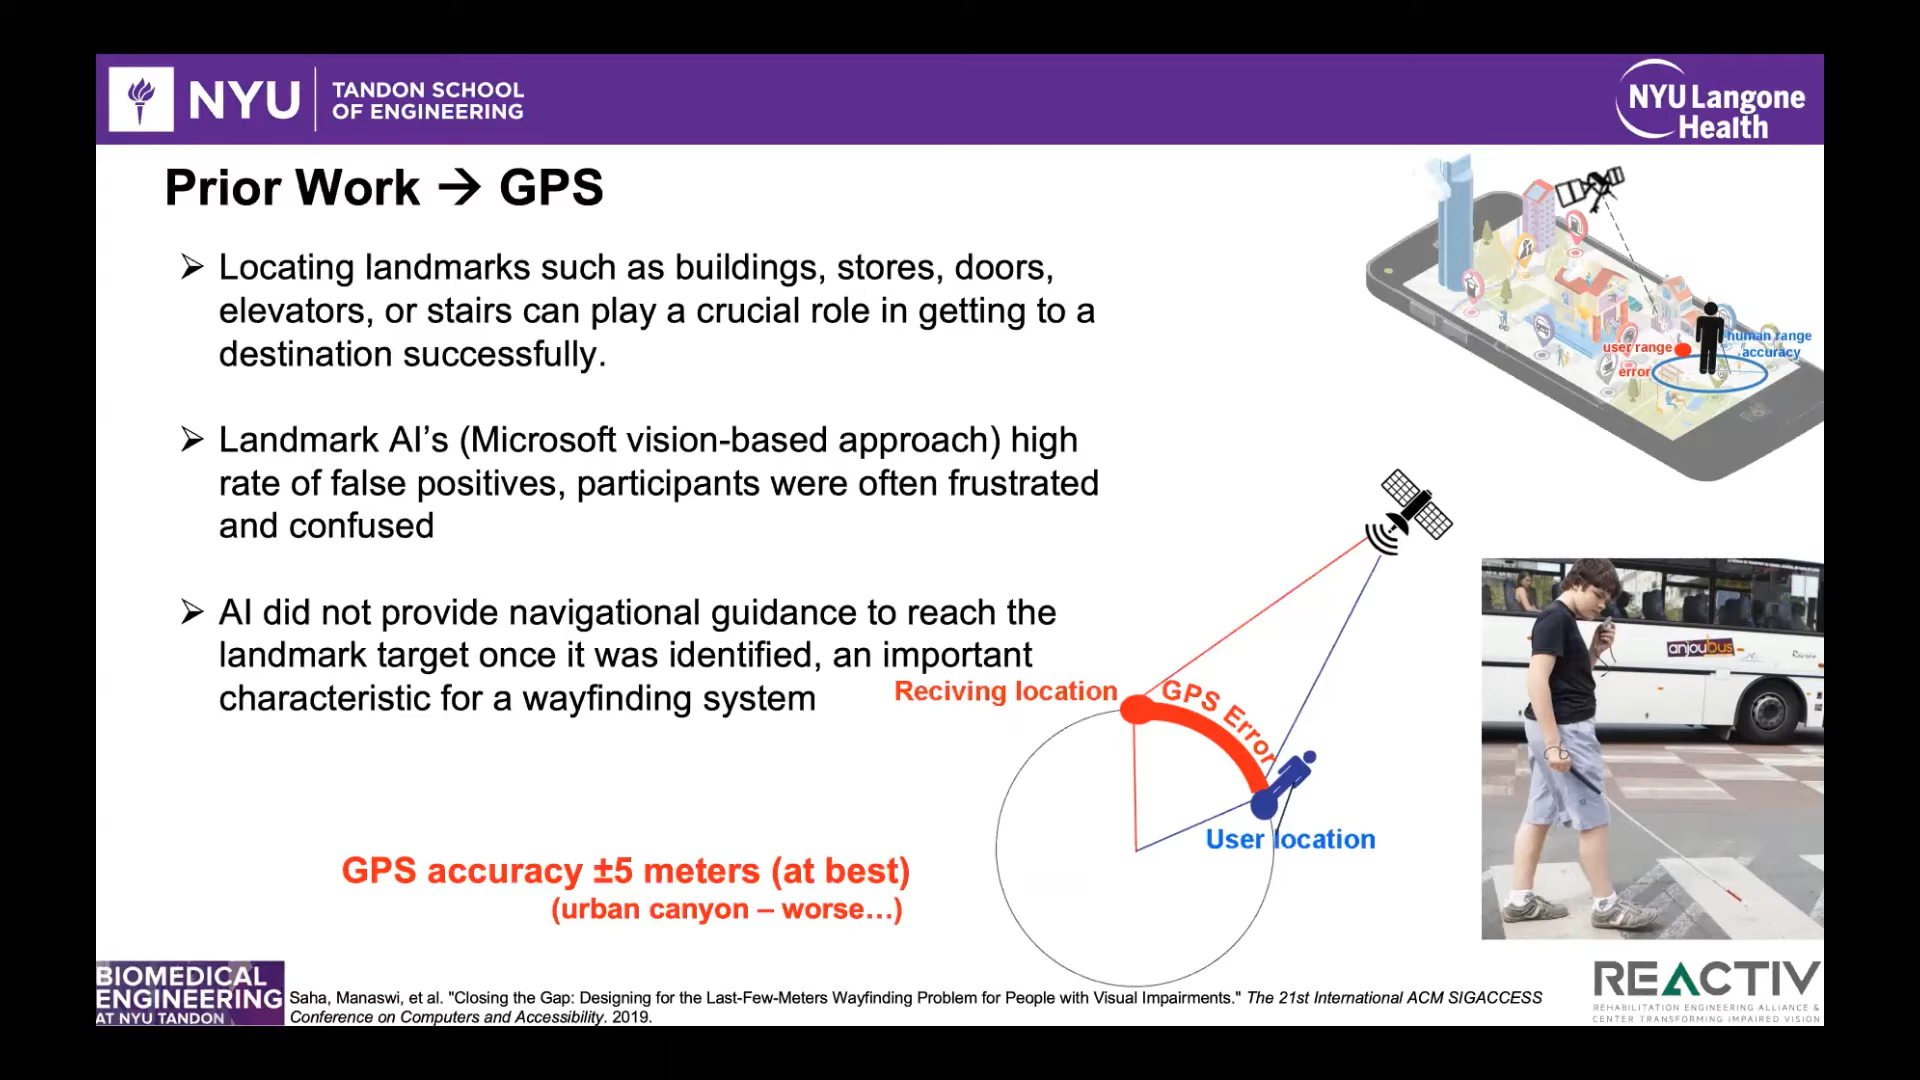 NYU
TANDON SCHOOL
OF ENGINEERING
NYU Langone
Health
Prior Work → GPS
➢ Locating landmarks such as buildings, stores, doors,
elevators, or stairs can play a crucial role in getting to a
destination successfully.
➢ Landmark AI’s (Microsoft vision-based approach) high
rate of false positives, participants were often frustrated
and confused
➢ AI did not provide navigational guidance to reach the
landmark target once it was identified, an important
characteristic for a wayfinding system
GPS accuracy ±5 meters (at best)
(urban canyon – worse…)
user range
error
human range
accuracy
Reciving location
GPS Error
User location
anjoubus
BIOMEDICAL
ENGINEERING
AT NYU TANDON
Saha, Manaswi, et al. "Closing the Gap: Designing for the Last-Few-Meters Wayfinding Problem for People with Visual Impairments." The 21st International ACM SIGACCESS
Conference on Computers and Accessibility. 2019.
REACTIV
REHABILITATION ENGINEERING ALLIANCE &
CENTER TRANSFORMING IMPAIRED VISION